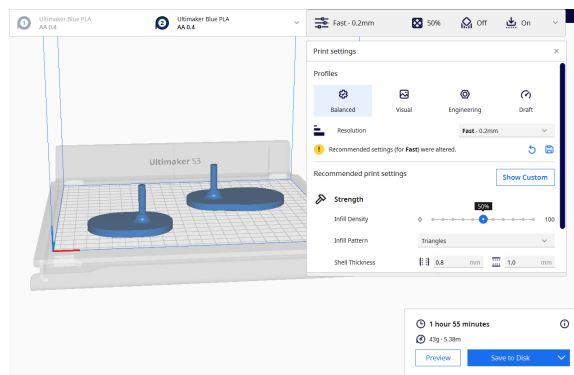 1
Ultimaker Blue PLA
AA 0.4
2
Ultimaker Blue PLA
AA 0.4
Fast - 0.2mm
50%
Off
On
Print settings
Profiles
Balanced
Visual
Engineering
Draft
Resolution
Fast - 0.2mm
! Recommended settings (for Fast) were altered.
Recommended print settings
Show Custom
Strength
50%
Infill Density
0
100
Infill Pattern
Triangles
Shell Thickness
0.8 mm
1.0 mm
Ultimaker S3
1 hour 55 minutes
43g · 5.38m
Preview
Save to Disk